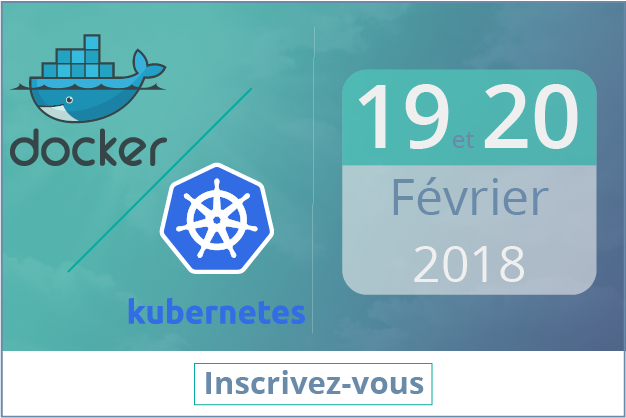 docker
kubernetes
19 et 20
Février
2018
Inscrivez-vous